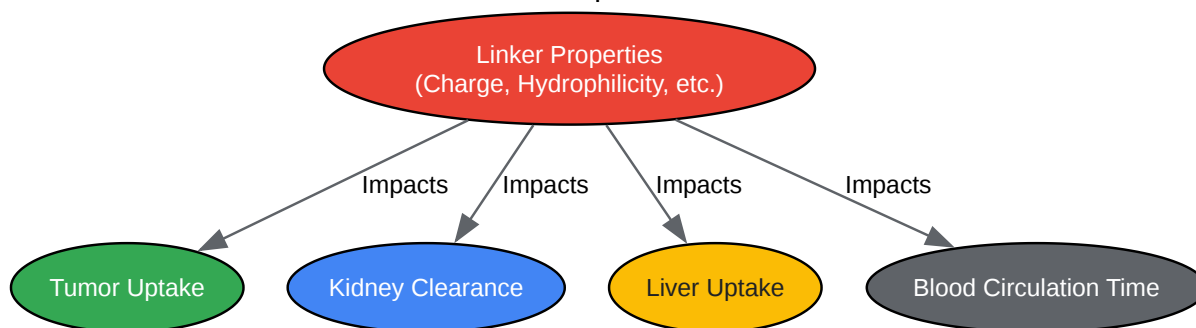 Linker Properties
(Charge, Hydrophilicity, etc.)
Impacts Impacts Impacts Impacts
Tumor Uptake Kidney Clearance Liver Uptake Blood Circulation Time